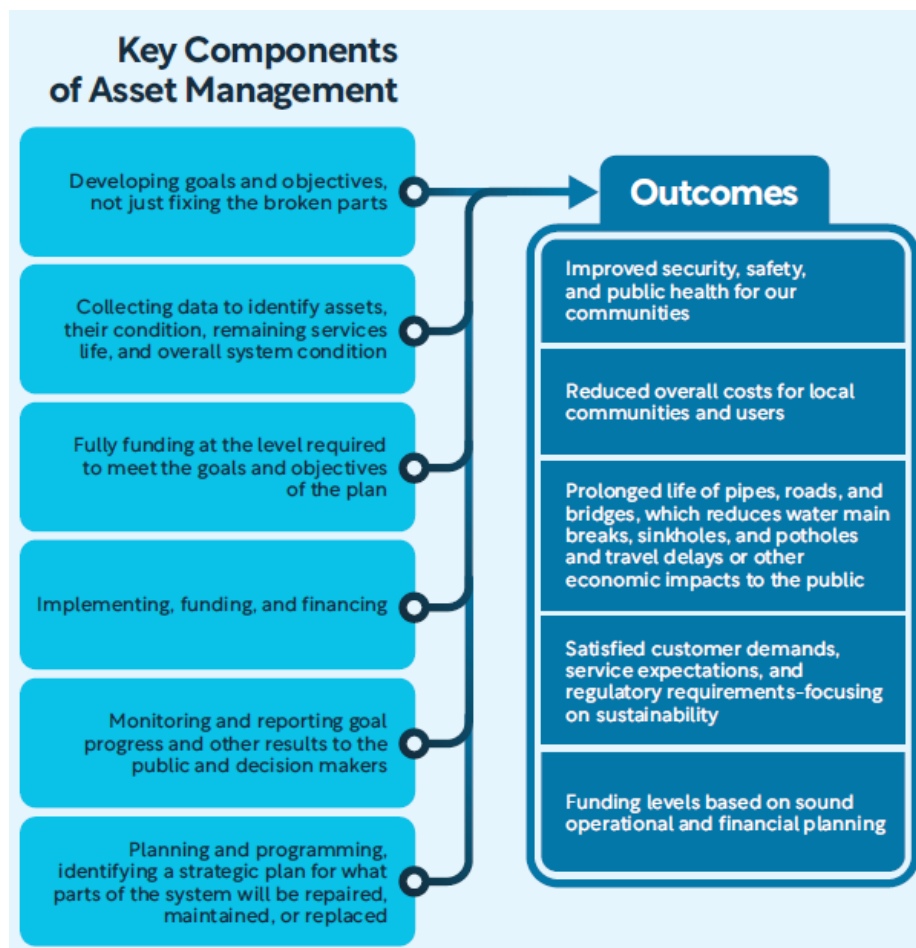 Key Components
of Asset Management
Developing goals and objectives,
not just fixing the broken parts
Collecting data to identify assets,
their condition, remaining services
life, and overall system condition
Fully funding at the level required
to meet the goals and objectives
of the plan
Implementing, funding, and financing
Monitoring and reporting goal
progress and other results to the
public and decision makers
Planning and programming,
identifying a strategic plan for what
parts of the system will be repaired,
maintained, or replaced
Outcomes
Improved security, safety,
and public health for our
communities
Reduced overall costs for local
communities and users
Prolonged life of pipes, roads, and
bridges, which reduces water main
breaks, sinkholes, and potholes
and travel delays or other
economic impacts to the public
Satisfied customer demands,
service expectations, and
regulatory requirements–focusing
on sustainability
Funding levels based on sound
operational and financial planning